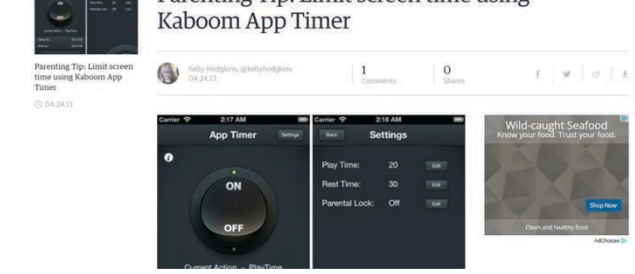 Parenting Tip: Limit screen time using
Kaboom App Timer
Parenting Tip: Limit screen
time using Kaboom App
Timer
04.24.13
Kelly Hodgkins, @kellyhodgkins
04.24.13
1
Comments
0
Shares
Carrier 2:17 AM
App Timer Settings
ON
OFF
Current Action - PlayTime
Carrier 2:18 AM
Back Settings
Play Time: 20 Edit
Rest Time: 30 Edit
Parental Lock: Off Edit
Wild-caught Seafood
Know your food. Trust your food.
Shop Now
Clean and healthy food
AdChoices